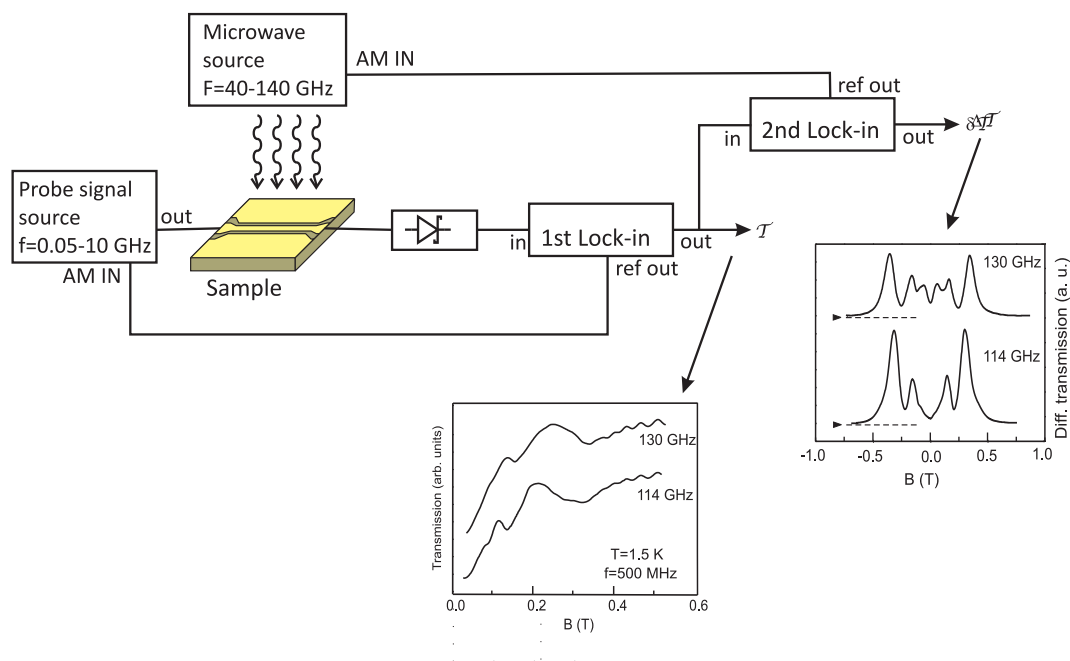 Microwave
source
F=40-140 GHz
AM IN
ref out
2nd Lock-in
in
out
Probe signal
source
f=0.05-10 GHz
out
AM IN
Sample
in
1st Lock-in
out
ref out
𝒯
130 GHz
114 GHz
Diff. transmission (a. u.)
-1.0 -0.5 0.0 0.5 1.0
B (T)
130 GHz
114 GHz
Transmission (arb. units)
T=1.5 K
f=500 MHz
0.0 0.2 0.4 0.6
B (T)